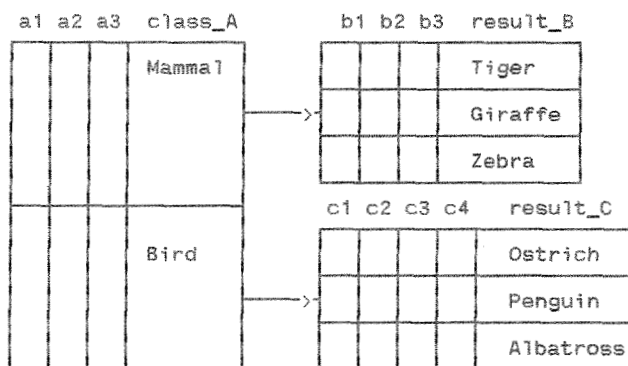 a1 a2 a3 class_A
Mammal
Bird
b1 b2 b3 result_B
Tiger
Giraffe
Zebra
c1 c2 c3 c4 result_C
Ostrich
Penguin
Albatross